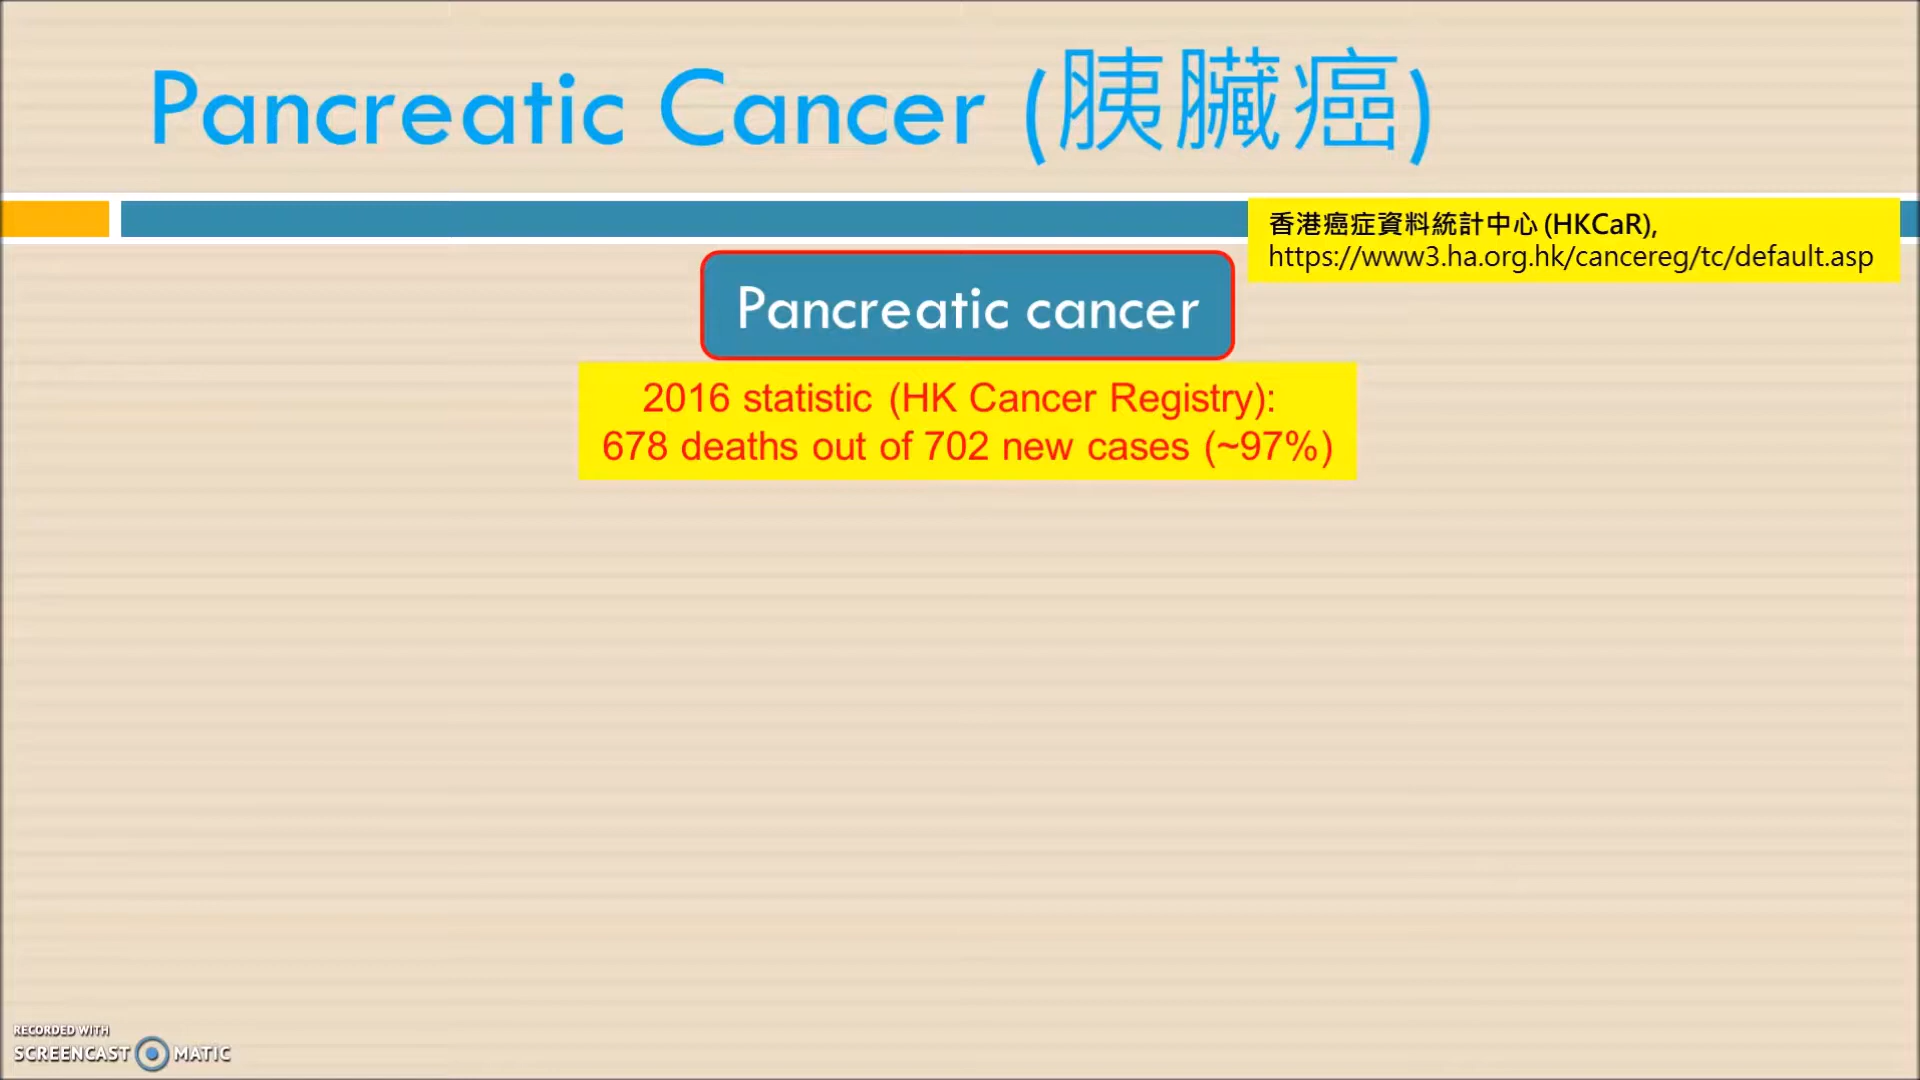 Pancreatic Cancer (胰臟癌)
香港癌症資料統計中心 (HKCaR),
https://www3.ha.org.hk/cancereg/tc/default.asp
Pancreatic cancer
2016 statistic (HK Cancer Registry):
678 deaths out of 702 new cases (~97%)
RECORDED WITH
SCREENCAST MATIC